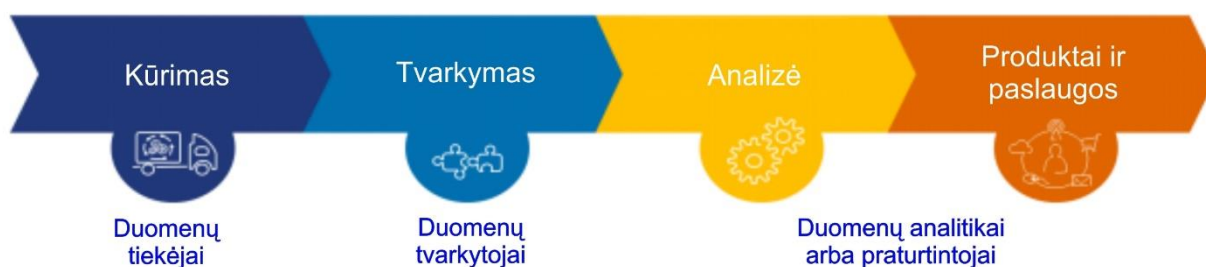 Kūrimas
Tvarkymas
Analizė
Produktai ir
paslaugos
Duomenų
tiekėjai
Duomenų
tvarkytojai
Duomenų analitikai
arba praturtintojai